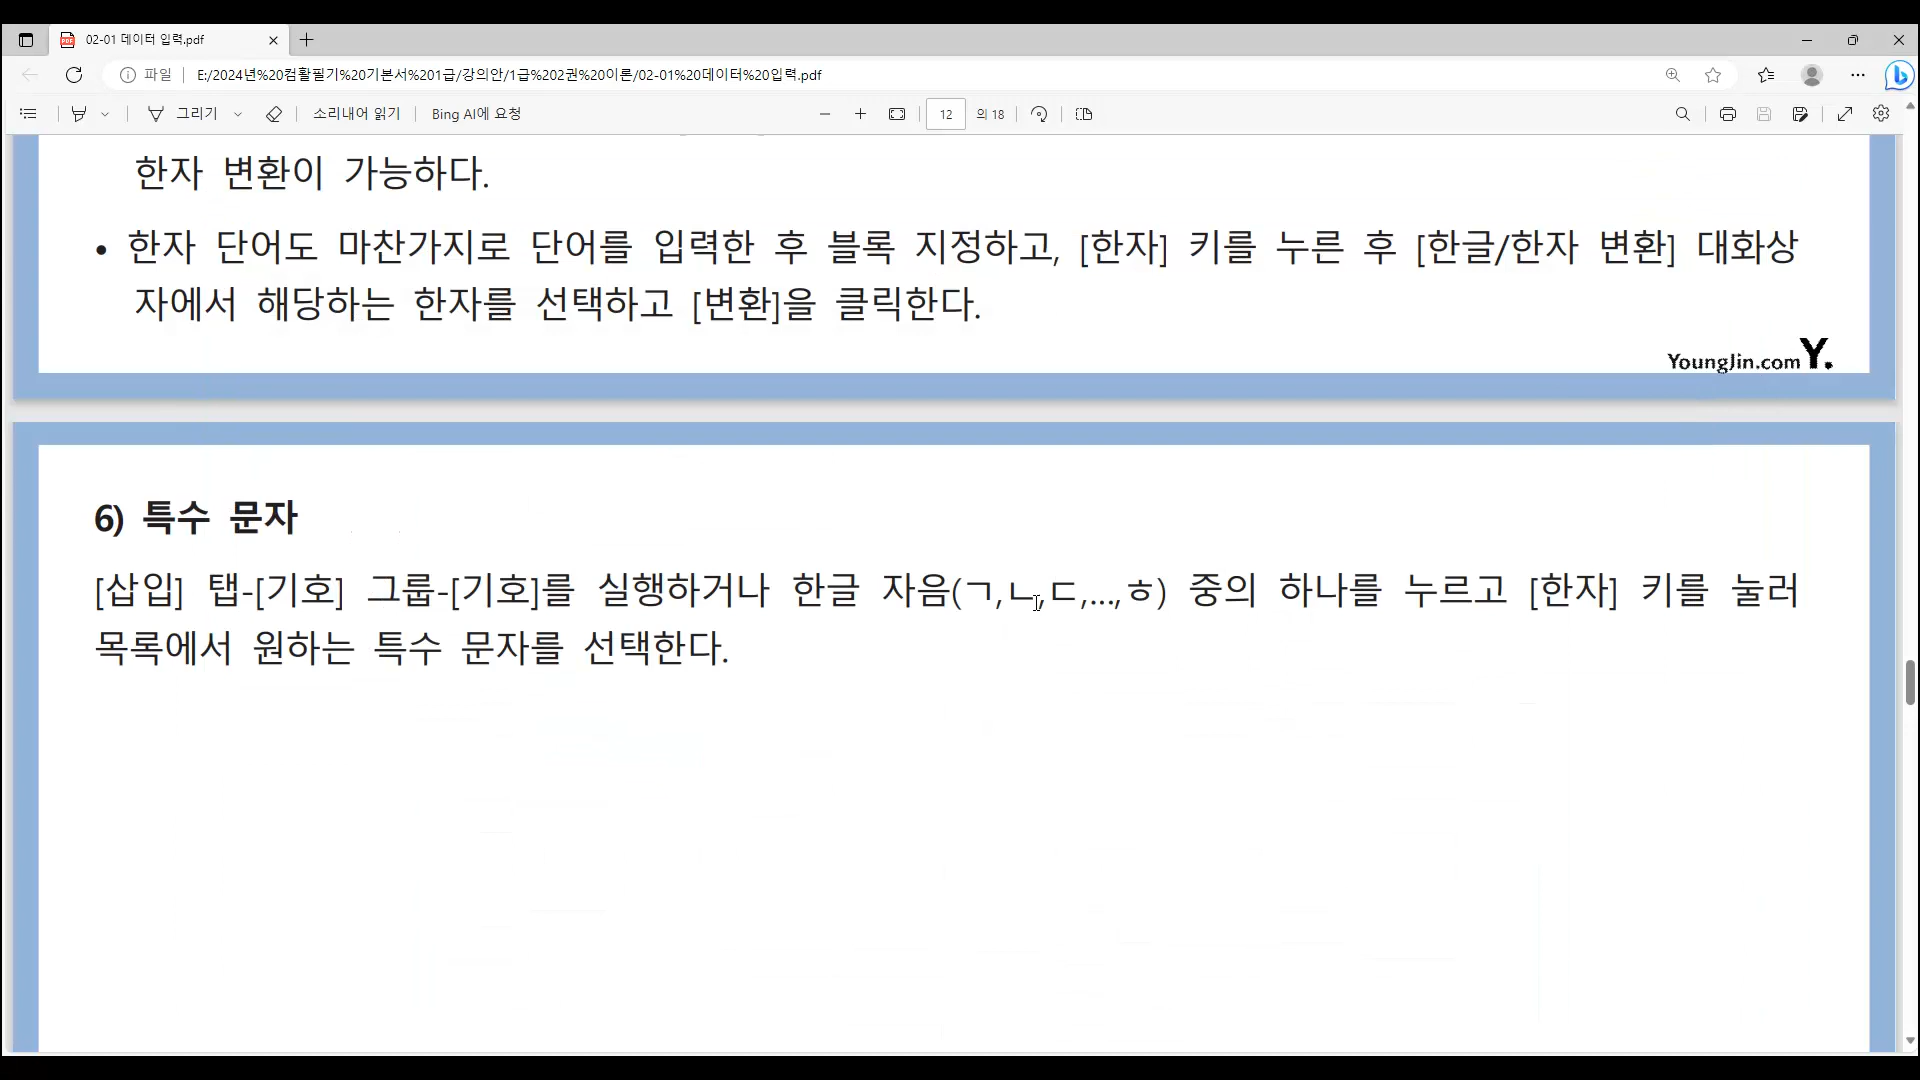 02-01 데이터 입력.pdf
파일 E:/2024년%20컴활필기%20기본서%201급/강의안/1급%202권%20이론/02-01%20데이터%20입력.pdf
그리기 소리내어 읽기 Bing AI에 요청 12 의 18
한자 변환이 가능하다.
• 한자 단어도 마찬가지로 단어를 입력한 후 블록 지정하고, [한자] 키를 누른 후 [한글/한자 변환] 대화상
자에서 해당하는 한자를 선택하고 [변환]을 클릭한다.
YoungJin.com Y.
6) 특수 문자
[삽입] 탭-[기호] 그룹-[기호]를 실행하거나 한글 자음(ㄱ,ㄴ,ㄷ,...,ㅎ) 중의 하나를 누르고 [한자] 키를 눌러
목록에서 원하는 특수 문자를 선택한다.